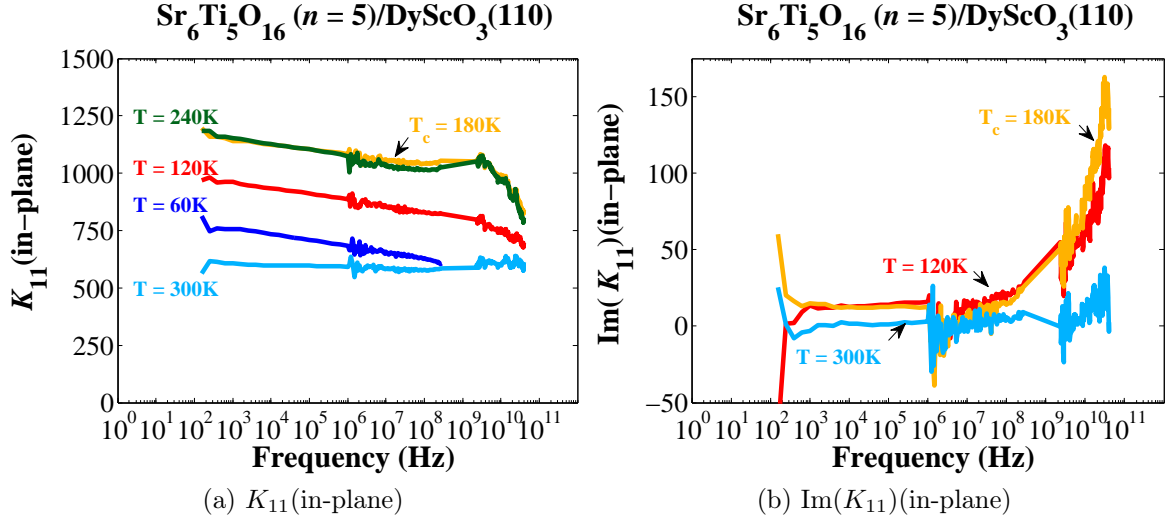 Sr6Ti5O16 (n = 5)/DyScO3(110)
K11(in−plane)
1500
1250
1000
750
500
250
0
T = 240K
Tc = 180K
T = 120K
T = 60K
T = 300K
10^0 10^1 10^2 10^3 10^4 10^5 10^6 10^7 10^8 10^9 10^10 10^11
Frequency (Hz)
(a) K11(in-plane)
Sr6Ti5O16 (n = 5)/DyScO3(110)
Im( K11)(in−plane)
150
100
50
0
−50
Tc = 180K
T = 120K
T = 300K
10^0 10^1 10^2 10^3 10^4 10^5 10^6 10^7 10^8 10^9 10^10 10^11
Frequency (Hz)
(b) Im(K11)(in-plane)